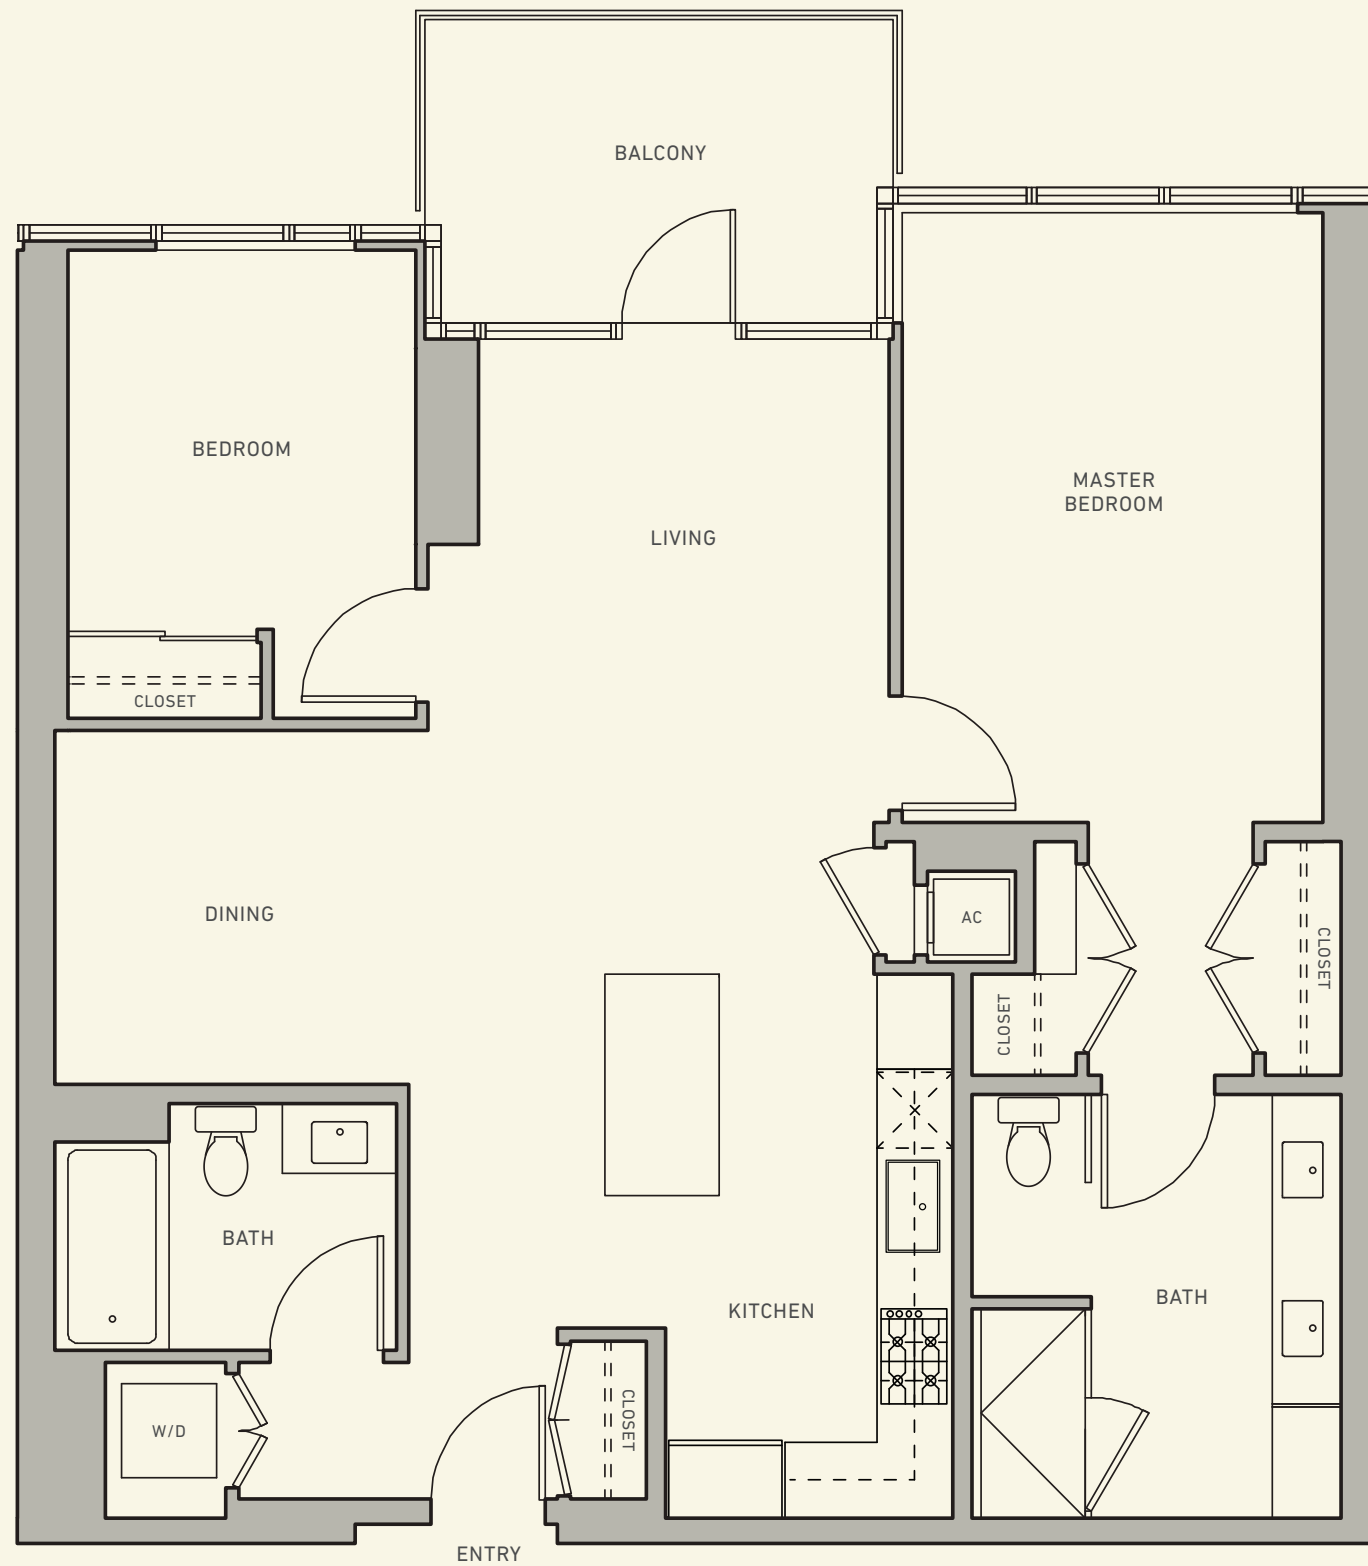 BALCONY
BEDROOM
MASTER
BEDROOM
LIVING
CLOSET
DINING
AC
CLOSET
CLOSET
BATH
KITCHEN
BATH
CLOSET
W/D
ENTRY